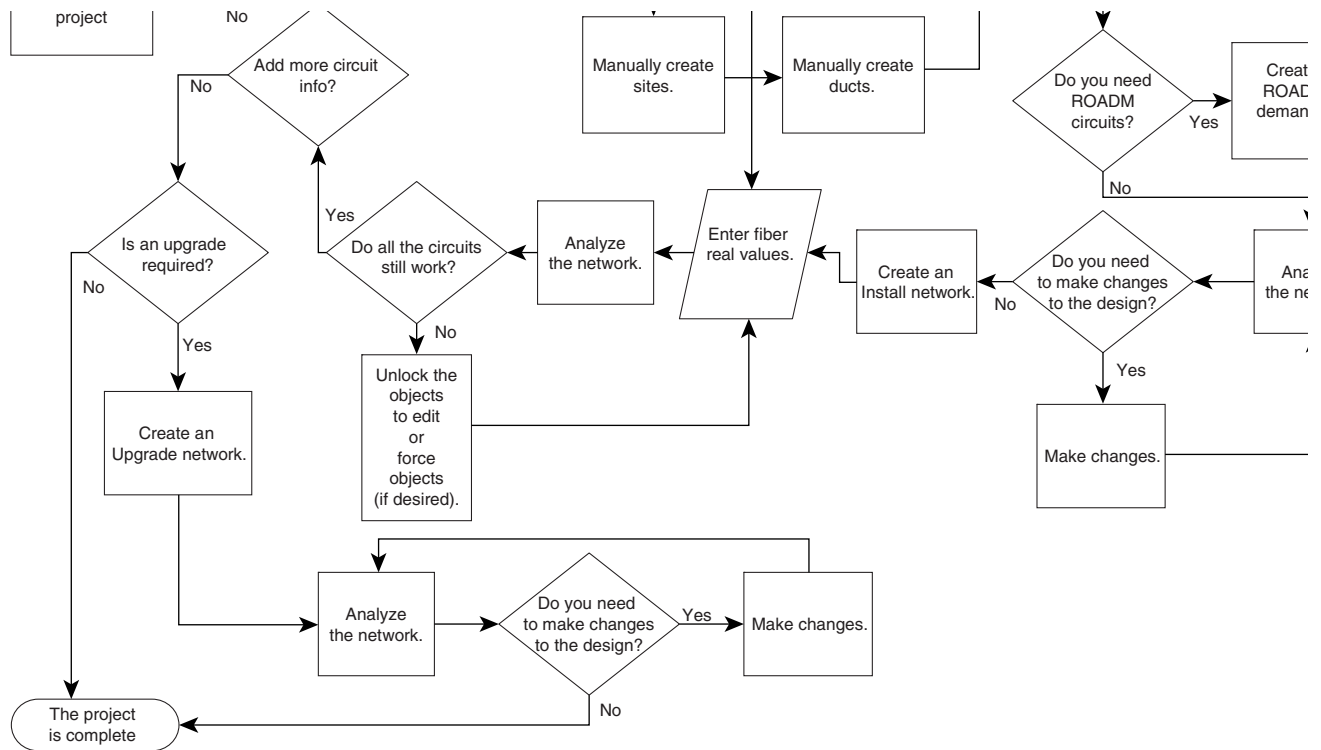 project
No
Add more circuit
info?
No
Manually create
sites.
Manually create
ducts.
Do you need
ROADM
circuits?
Yes
No
Is an upgrade
required?
No
Yes
Yes
Do all the circuits
still work?
No
Analyze
the network.
Enter fiber
real values.
Create an
Install network.
No
Do you need
to make changes
to the design?
Yes
Make changes.
Unlock the
objects
to edit
or
force
objects
(if desired).
Create an
Upgrade network.
Analyze
the network.
Do you need
to make changes
to the design?
Yes
Make changes.
No
The project
is complete